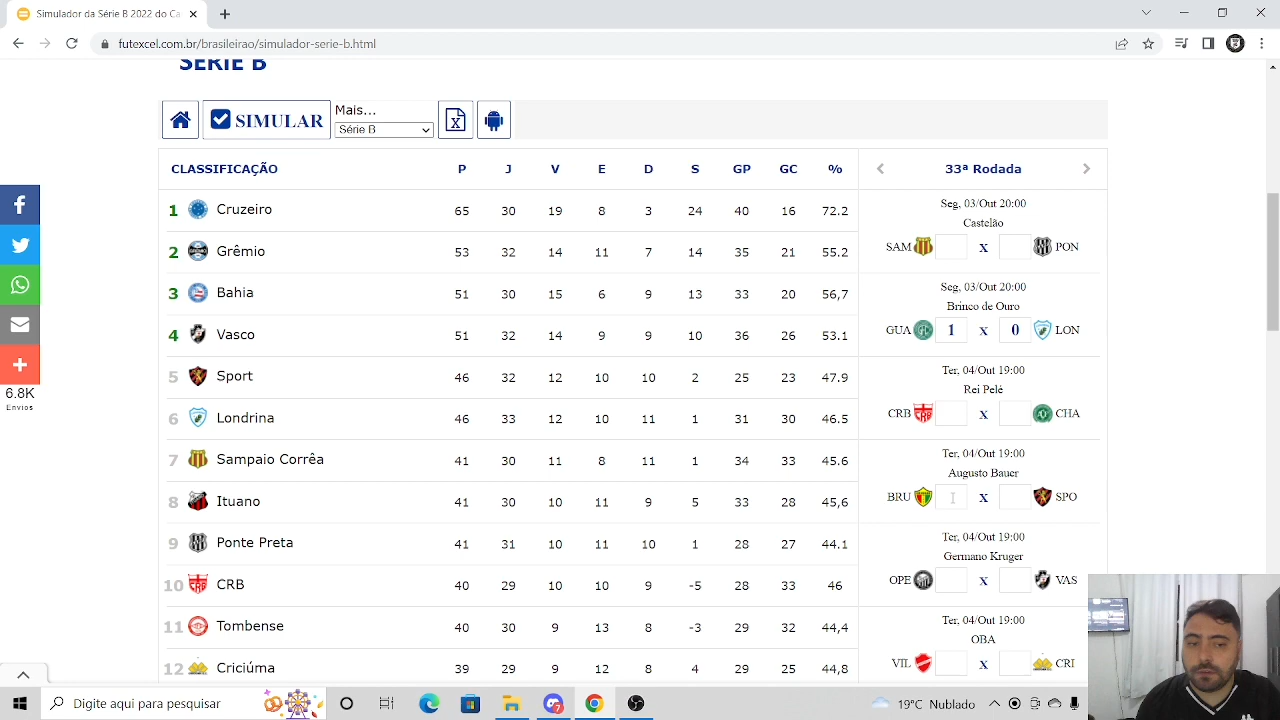 Simulador da Série B 2022 do Ca
futexcel.com.br/brasileirao/simulador-serie-b.html
SÉRIE B
SIMULAR
Mais...
Série B
X
CLASSIFICAÇÃO P J V E D S GP GC %
1 Cruzeiro 65 30 19 8 3 24 40 16 72.2
2 Grêmio 53 32 14 11 7 14 35 21 55.2
3 Bahia 51 30 15 6 9 13 33 20 56,7
4 Vasco 51 32 14 9 9 10 36 26 53.1
5 Sport 46 32 12 10 10 2 25 23 47.9
6 Londrina 46 33 12 10 11 1 31 30 46.5
7 Sampaio Corrêa 41 30 11 8 11 1 34 33 45.6
8 Ituano 41 30 10 11 9 5 33 28 45,6
9 Ponte Preta 41 31 10 11 10 1 28 27 44.1
10 CRB 40 29 10 10 9 -5 28 33 46
11 Tombense 40 30 9 13 8 -3 29 32 44,4
12 Criciúma 39 29 9 12 8 4 29 25 44,8
33ª Rodada
Seg, 03/Out 20:00
Castelão
SAM x PON
Seg, 03/Out 20:00
Brinco de Ouro
GUA 1 x 0 LON
Ter, 04/Out 19:00
Rei Pelé
CRB x CHA
Ter, 04/Out 19:00
Augusto Bauer
BRU x SPO
Ter, 04/Out 19:00
Germano Kruger
OPE x VAS
Ter, 04/Out 19:00
OBA
VIL x CRI
6.8K
Envios
Digite aqui para pesquisar
19°C Nublado